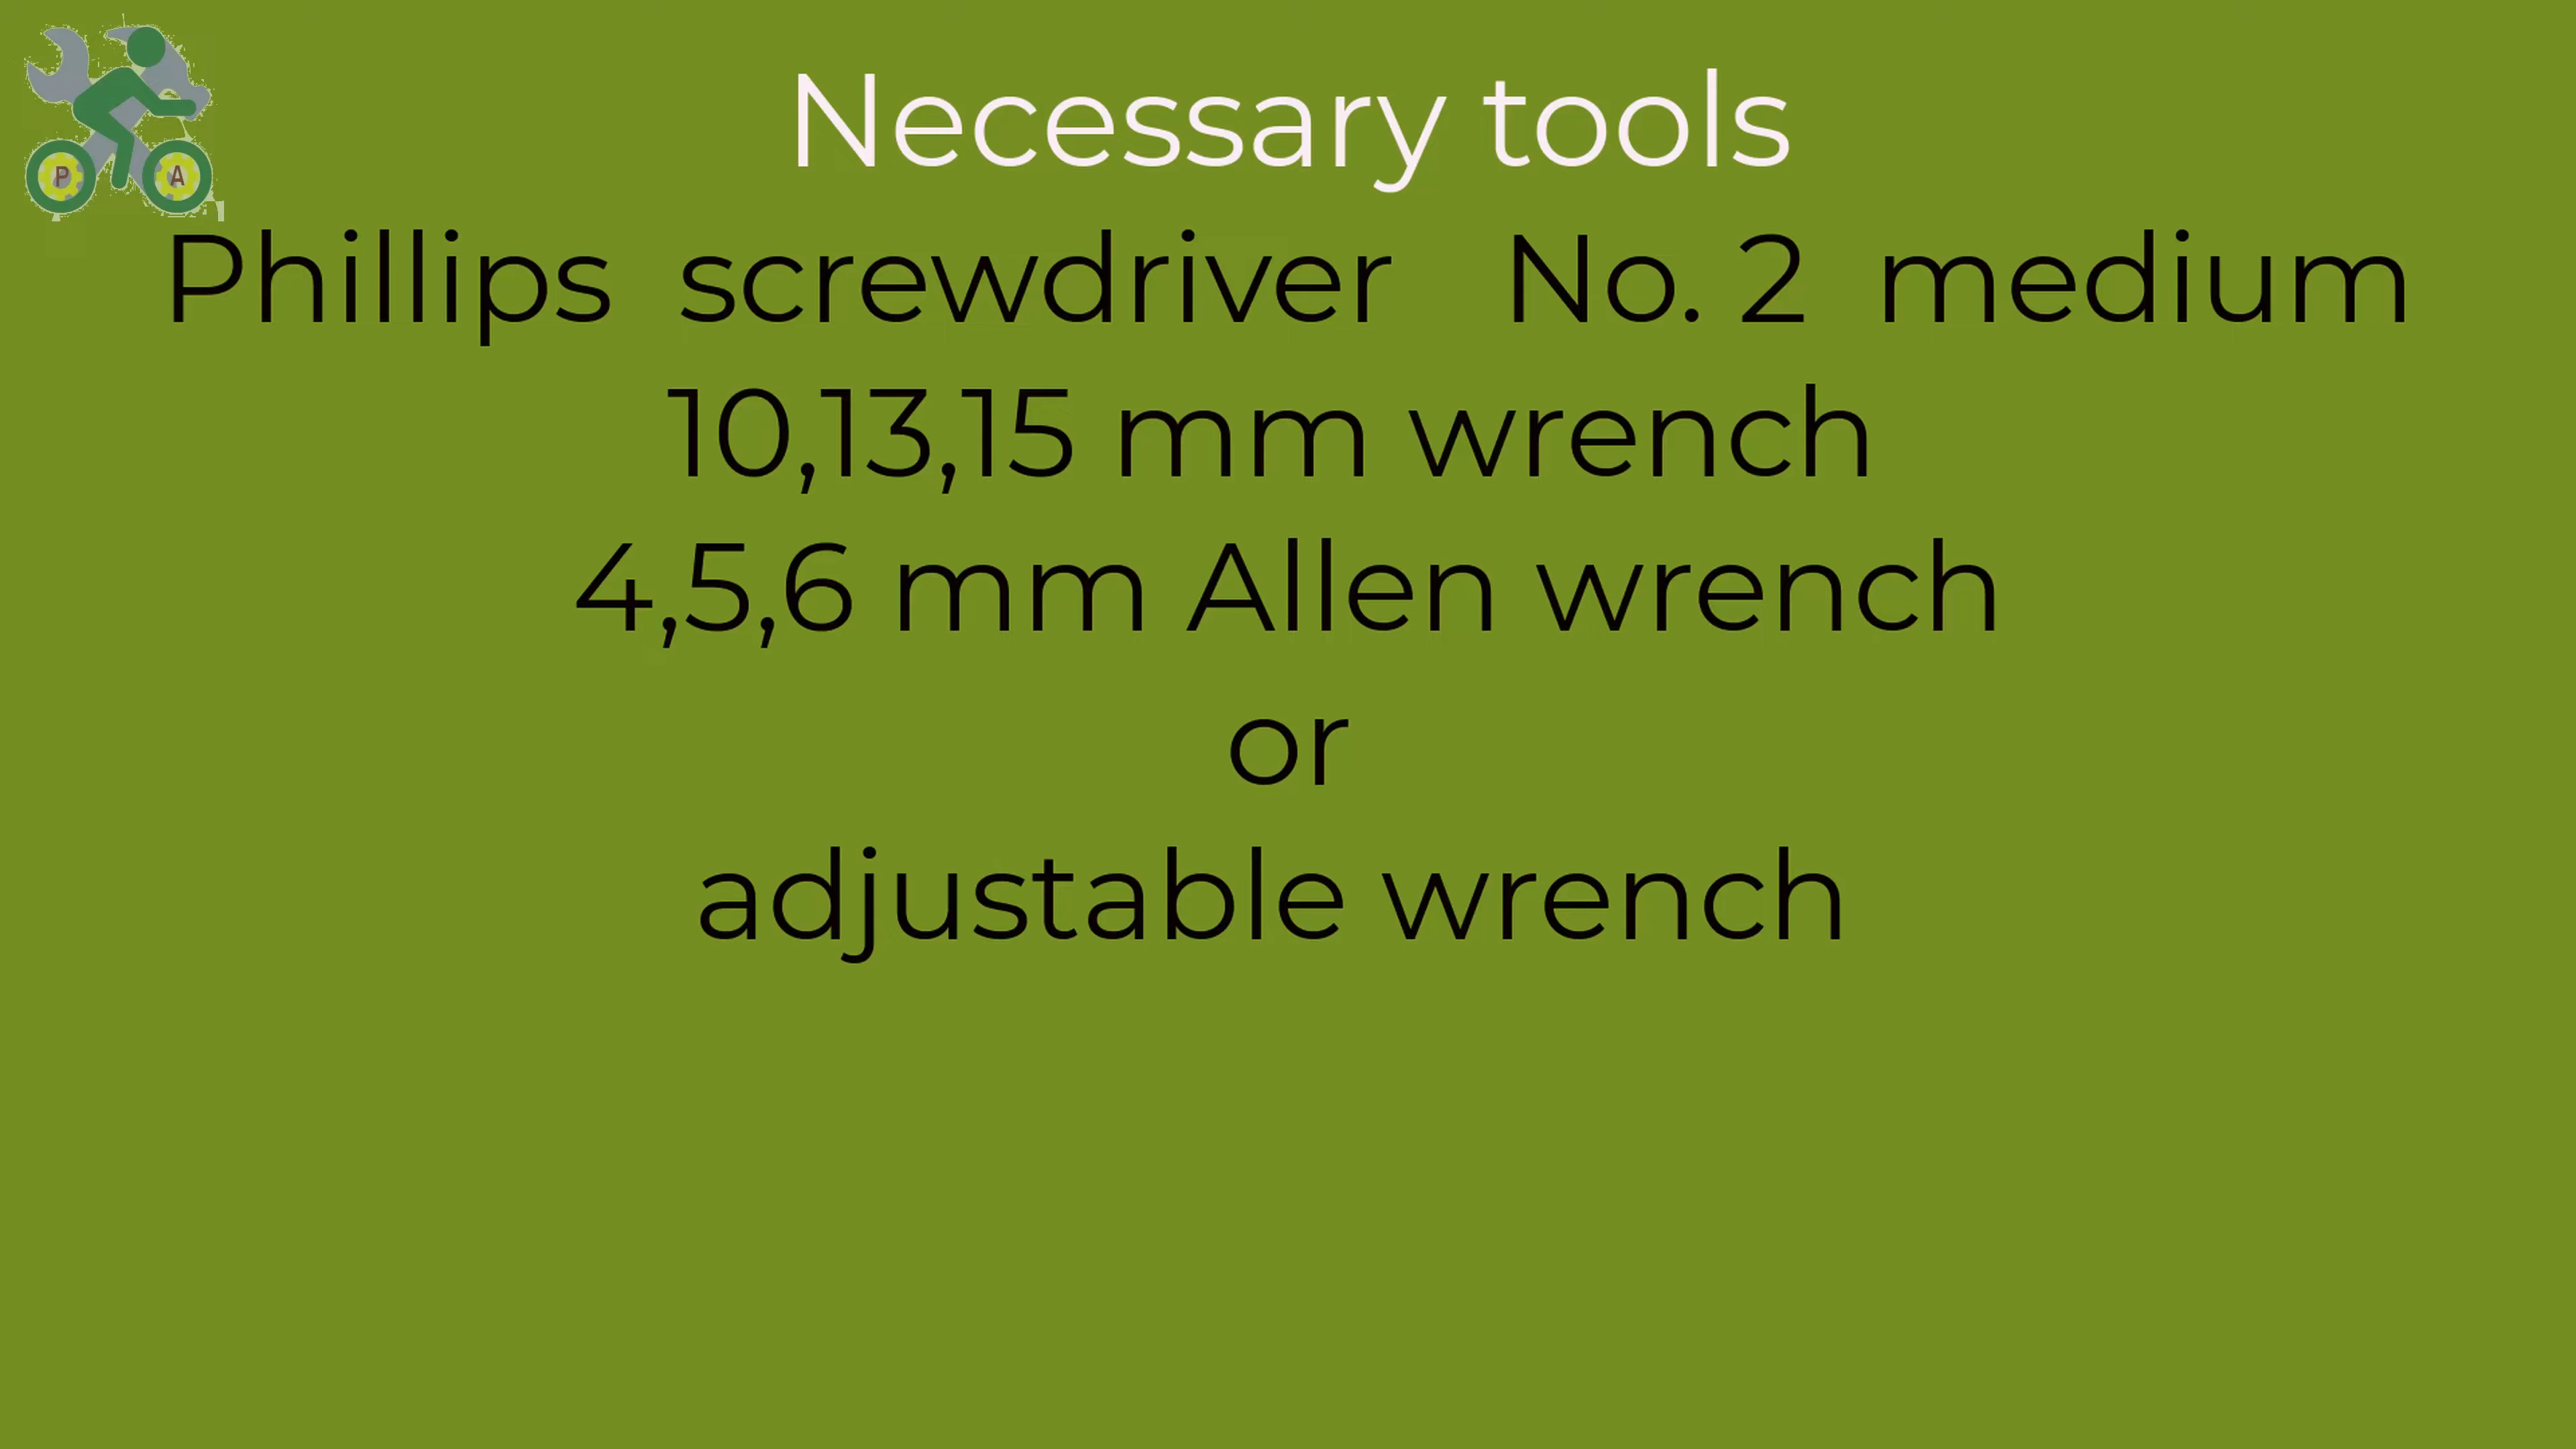 Necessary tools
Phillips screwdriver No. 2 medium
10,13,15 mm wrench
4,5,6 mm Allen wrench
or
adjustable wrench
P A